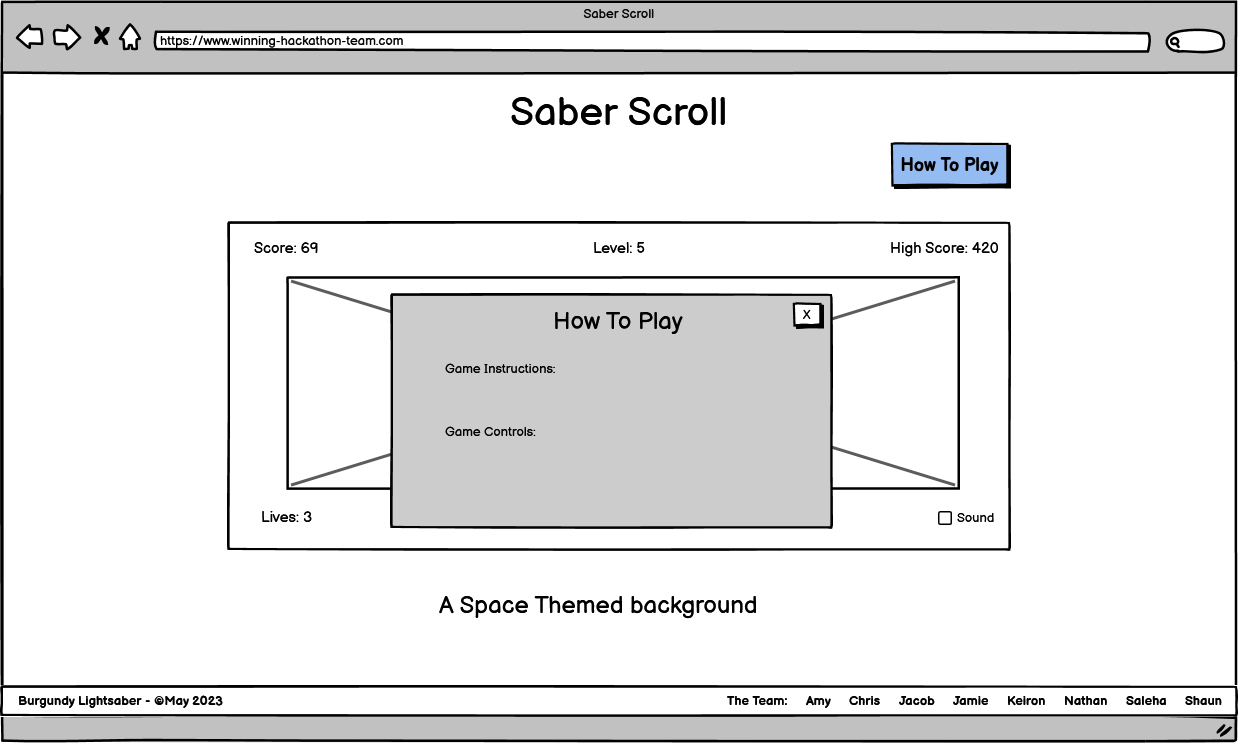 Saber Scroll
https://www.winning-hackathon-team.com
Saber Scroll
How To Play
Score: 69 Level: 5 High Score: 420
How To Play X
Game Instructions:
Game Controls:
Lives: 3 Sound
A Space Themed background
Burgundy Lightsaber - ©May 2023 The Team: Amy Chris Jacob Jamie Keiron Nathan Saleha Shaun